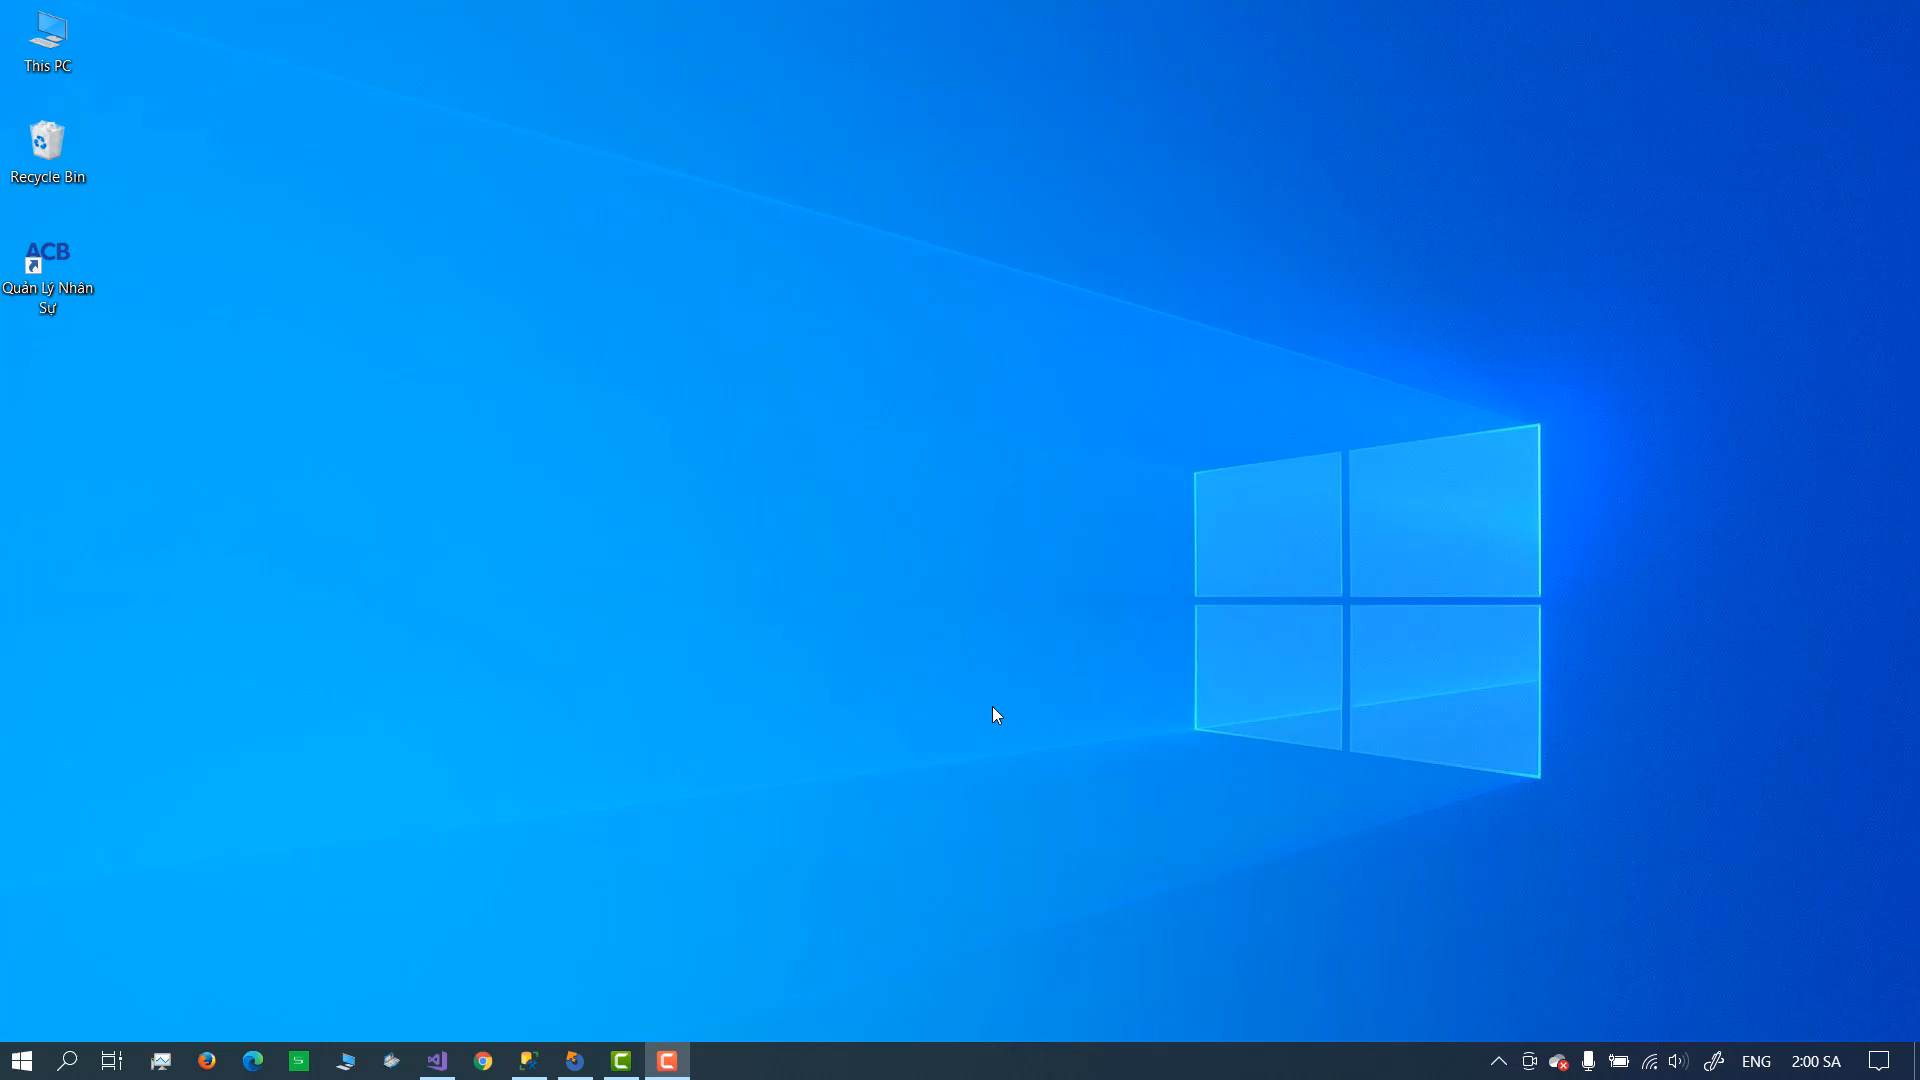 This PC
Recycle Bin
ACB
Quản Lý Nhân
Sự
S
ENG
2:00 SA